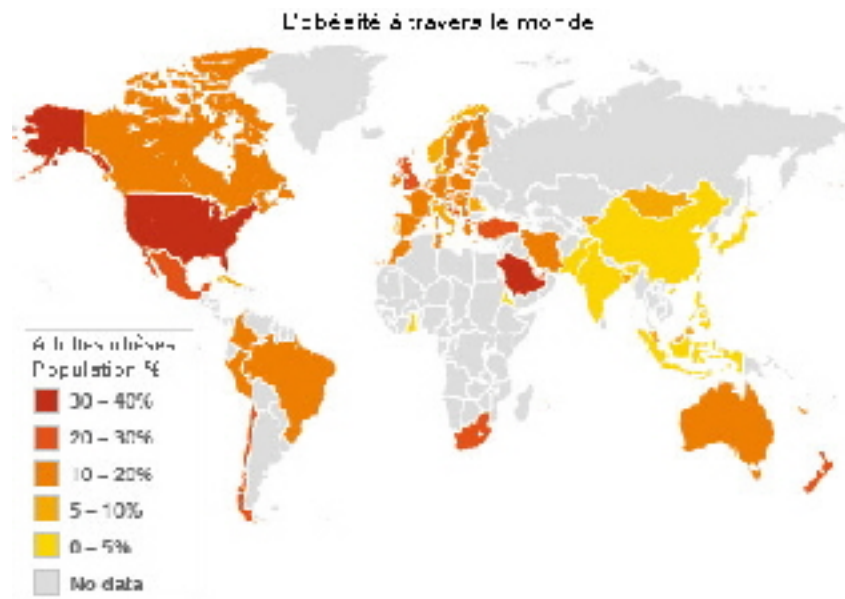 L'obésité à travers le monde
Adultes obèses
Population %
30 – 40%
20 – 30%
10 – 20%
5 – 10%
0 – 5%
No data